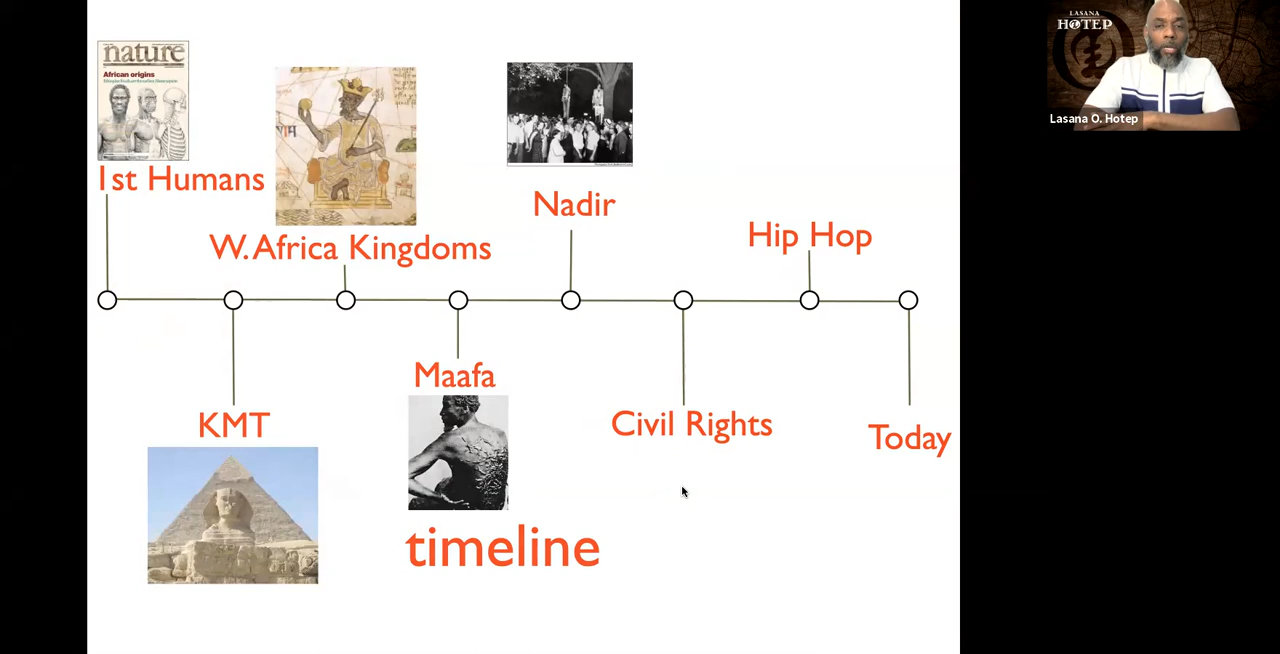 nature
African origins
1st Humans
W. Africa Kingdoms
Nadir
Hip Hop
KMT
Maafa
Civil Rights
Today
timeline
LASANA
HOTEP
Lasana O. Hotep